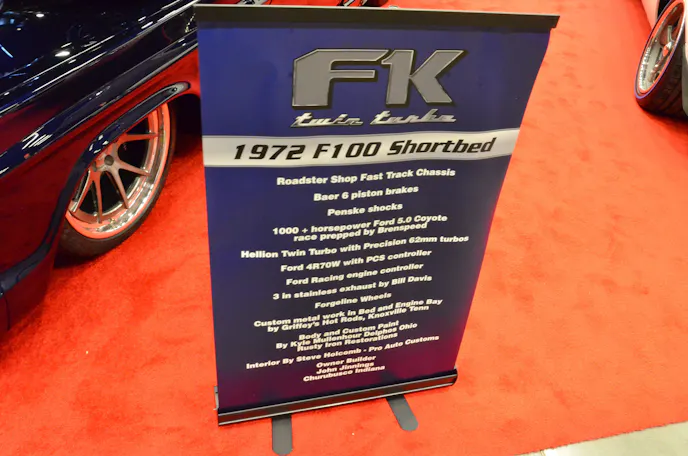 FK
twin turbo
1972 F100 Shortbed
Roadster Shop Fast Track Chassis
Baer 6 piston brakes
Penske shocks
1000 + horsepower Ford 5.0 Coyote
race prepped by Brenspeed
Hellion Twin Turbo with Precision 62mm turbos
Ford 4R70W with PCS controller
Ford Racing engine controller
3 in stainless exhaust by Bill Davis
Forgeline Wheels
Custom metal work in Bed and Engine Bay
by Griffey's Hot Rods, Knoxville Tenn
Body and Custom Paint
By Kyle Mullenhour Delphos Ohio
Rusty Iron Restorations
Interior By Steve Holcomb - Pro Auto Customs
Owner Builder
John Jinnings
Churubusco Indiana